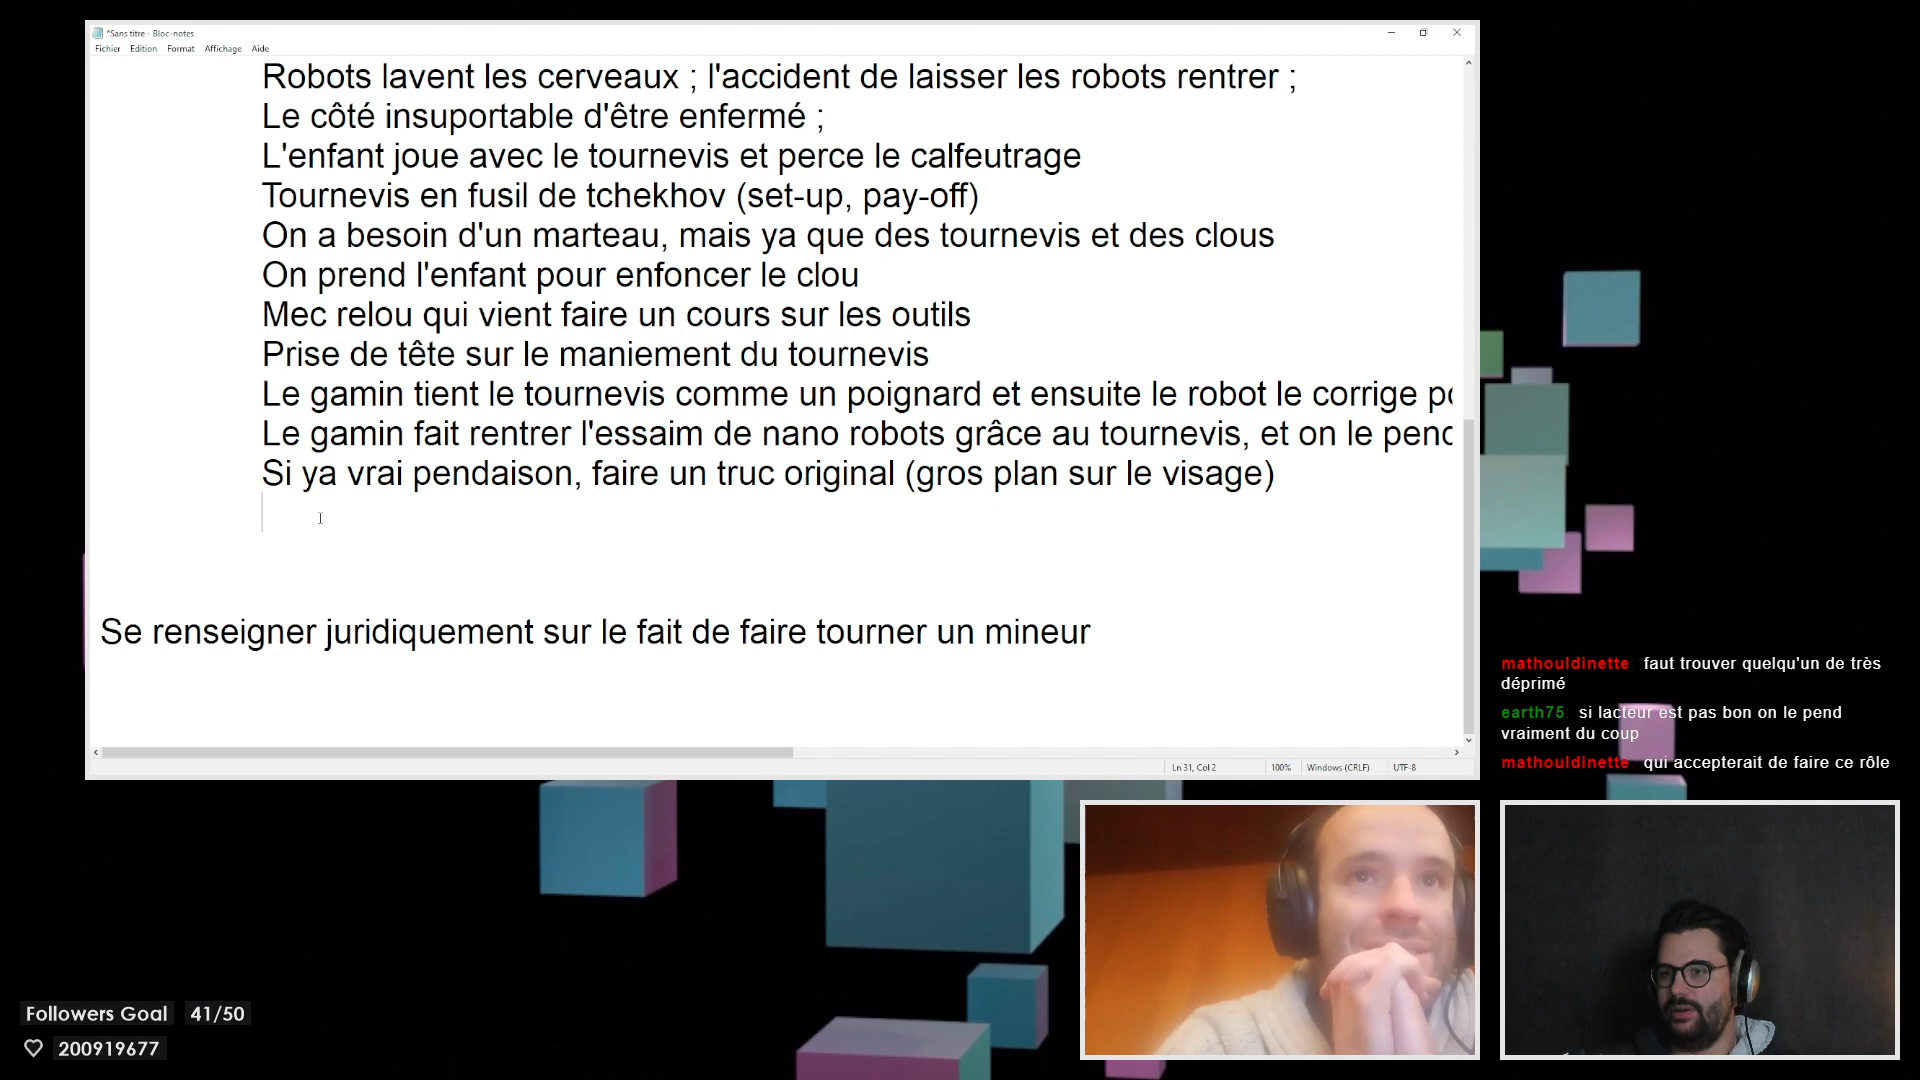 *Sans titre - Bloc-notes
Fichier Edition Format Affichage Aide
Robots lavent les cerveaux ; l'accident de laisser les robots rentrer ;
Le côté insuportable d'être enfermé ;
L'enfant joue avec le tournevis et perce le calfeutrage
Tournevis en fusil de tchekhov (set-up, pay-off)
On a besoin d'un marteau, mais ya que des tournevis et des clous
On prend l'enfant pour enfoncer le clou
Mec relou qui vient faire un cours sur les outils
Prise de tête sur le maniement du tournevis
Le gamin tient le tournevis comme un poignard et ensuite le robot le corrige
Le gamin fait rentrer l'essaim de nano robots grâce au tournevis, et on le
Si ya vrai pendaison, faire un truc original (gros plan sur le visage)
Se renseigner juridiquement sur le fait de faire tourner un mineur
Ln 31, Col 2 100% Windows (CRLF) UTF-8
mathouldinette faut trouver quelqu'un de très
déprimé
earth75 si lacteur est pas bon on le pend
vraiment du coup
mathouldinette qui accepterait de faire ce rôle
Followers Goal 41/50
200919677